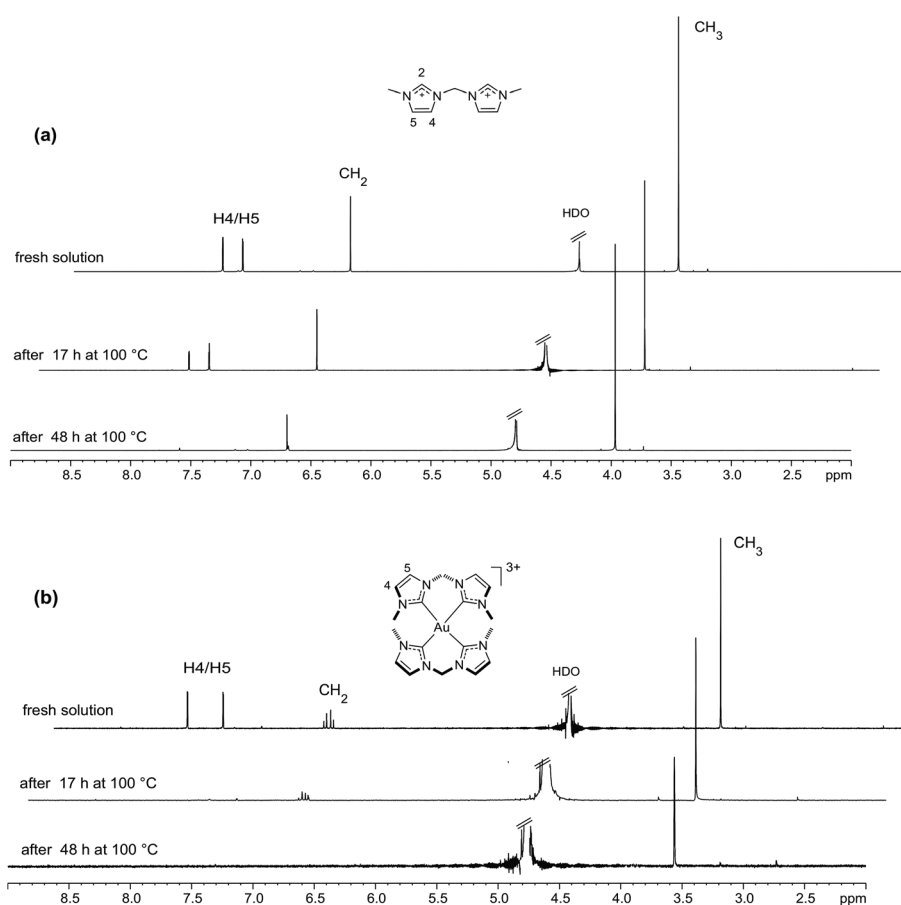 CH3
2
N N N N
+ +
5 4
(a)
CH2
H4/H5
HDO
fresh solution
after 17 h at 100 °C
after 48 h at 100 °C
8.5 7.5 7.0 6.5 6.0 5.5 5.0 4.5 4.0 3.5 3.0 2.5 ppm
CH3
5
3+
4
N N
N N
(b)
Au
N N
N N
H4/H5
CH2
HDO
fresh solution
after 17 h at 100 °C
after 48 h at 100 °C
8.5 7.5 7.0 6.5 6.0 5.5 5.0 4.5 4.0 3.5 3.0 2.5 ppm